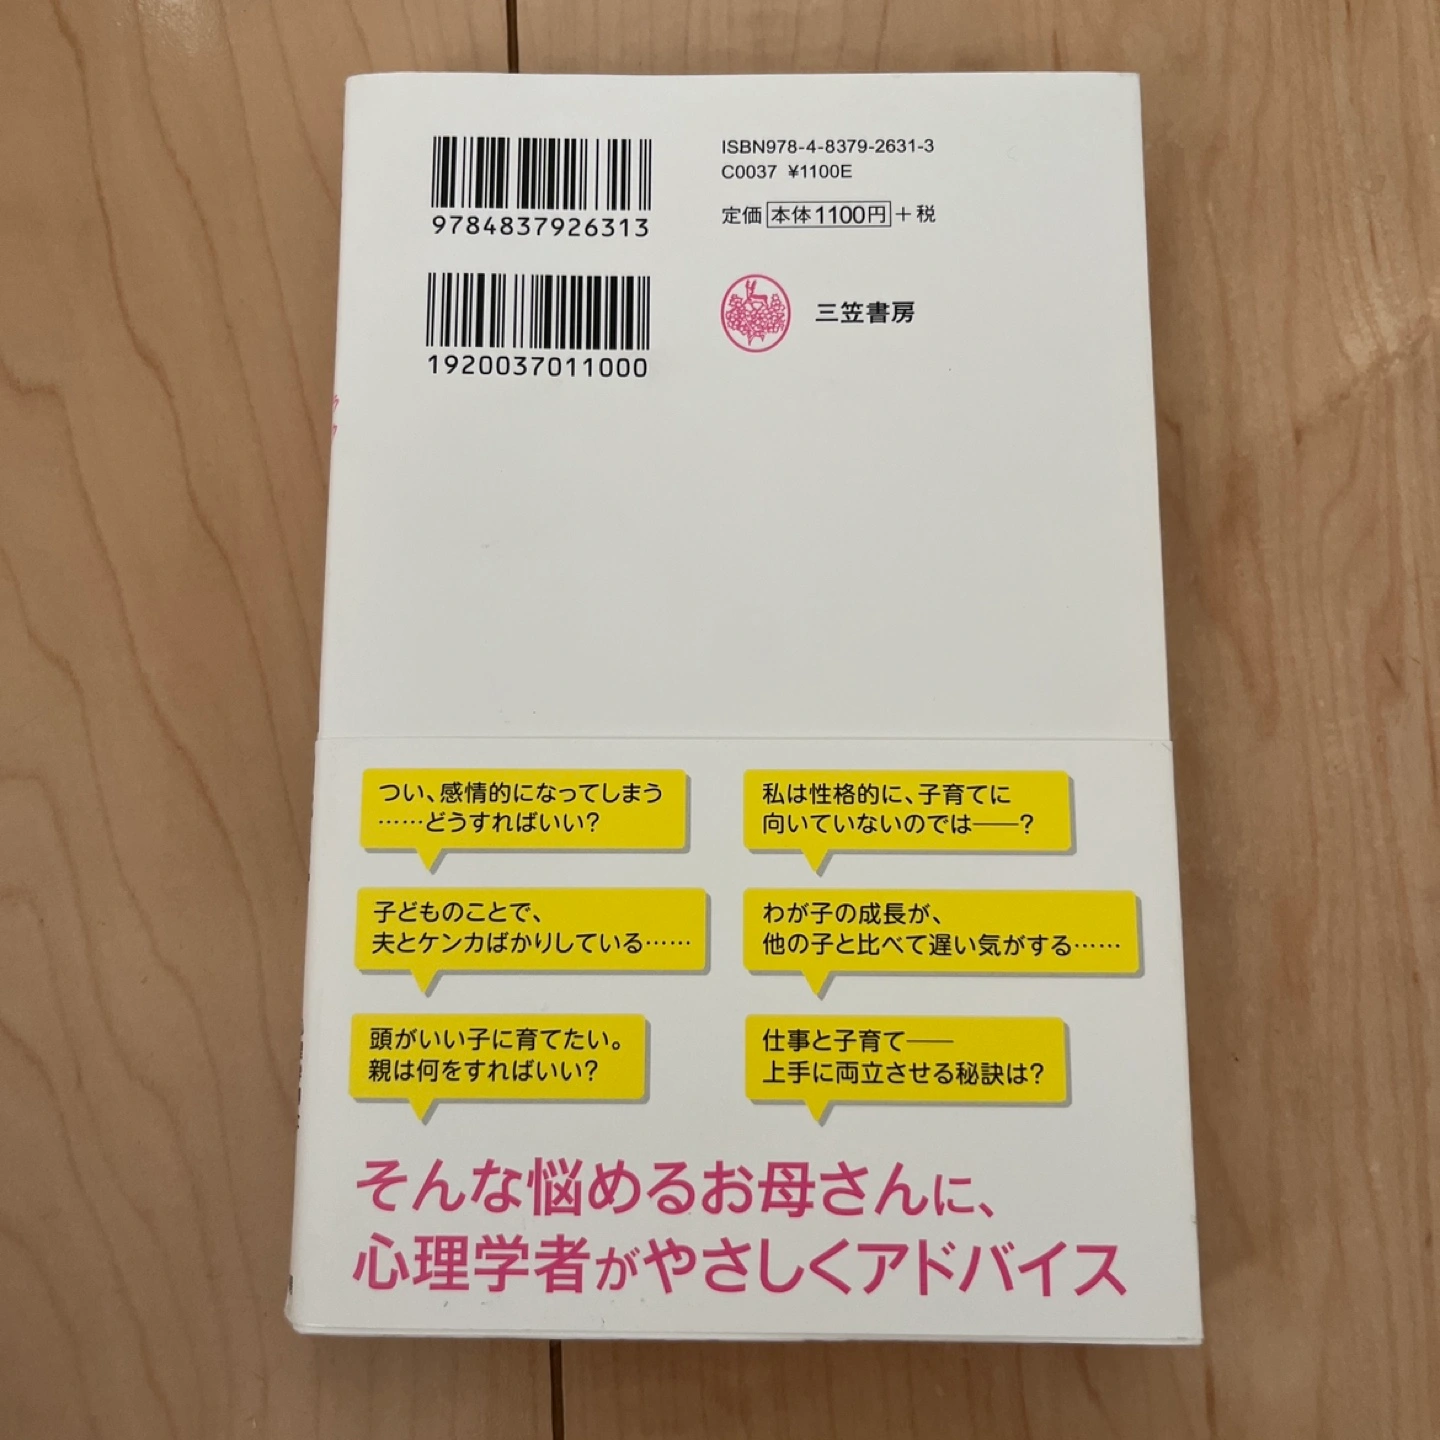 9784837926313
1920037011000
ISBN978-4-8379-2631-3
C0037 ¥1100E
定価 本体1100円 +税
三笠書房
つい、感情的になってしまう
……どうすればいい?
私は性格的に、子育てに
向いていないのでは――?
子どものことで、
夫とケンカばかりしている……
わが子の成長が、
他の子と比べて遅い気がする……
頭がいい子に育てたい。
親は何をすればいい?
仕事と子育て――
上手に両立させる秘訣は?
そんな悩めるお母さんに、
心理学者がやさしくアドバイス